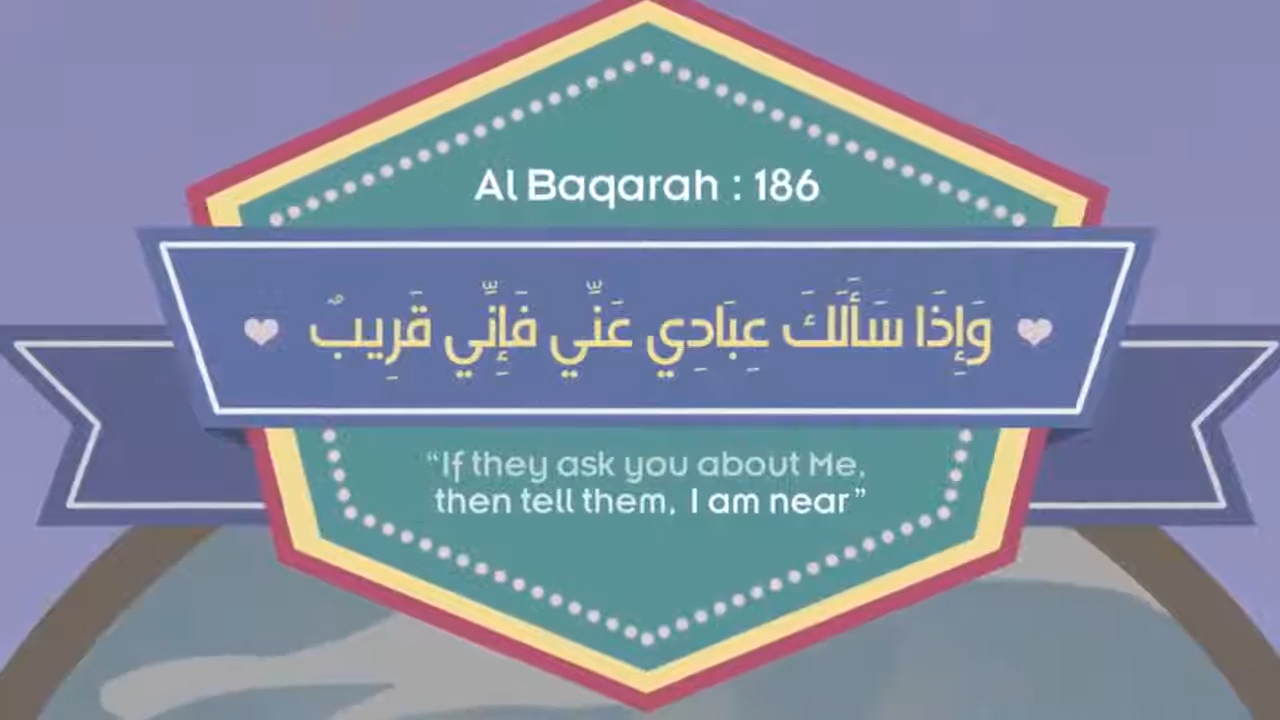 Al Baqarah : 186
وَإِذَا سَأَلَكَ عِبَادِي عَنِّي فَإِنِّي قَرِيبٌ
“If they ask you about Me,
then tell them, I am near”